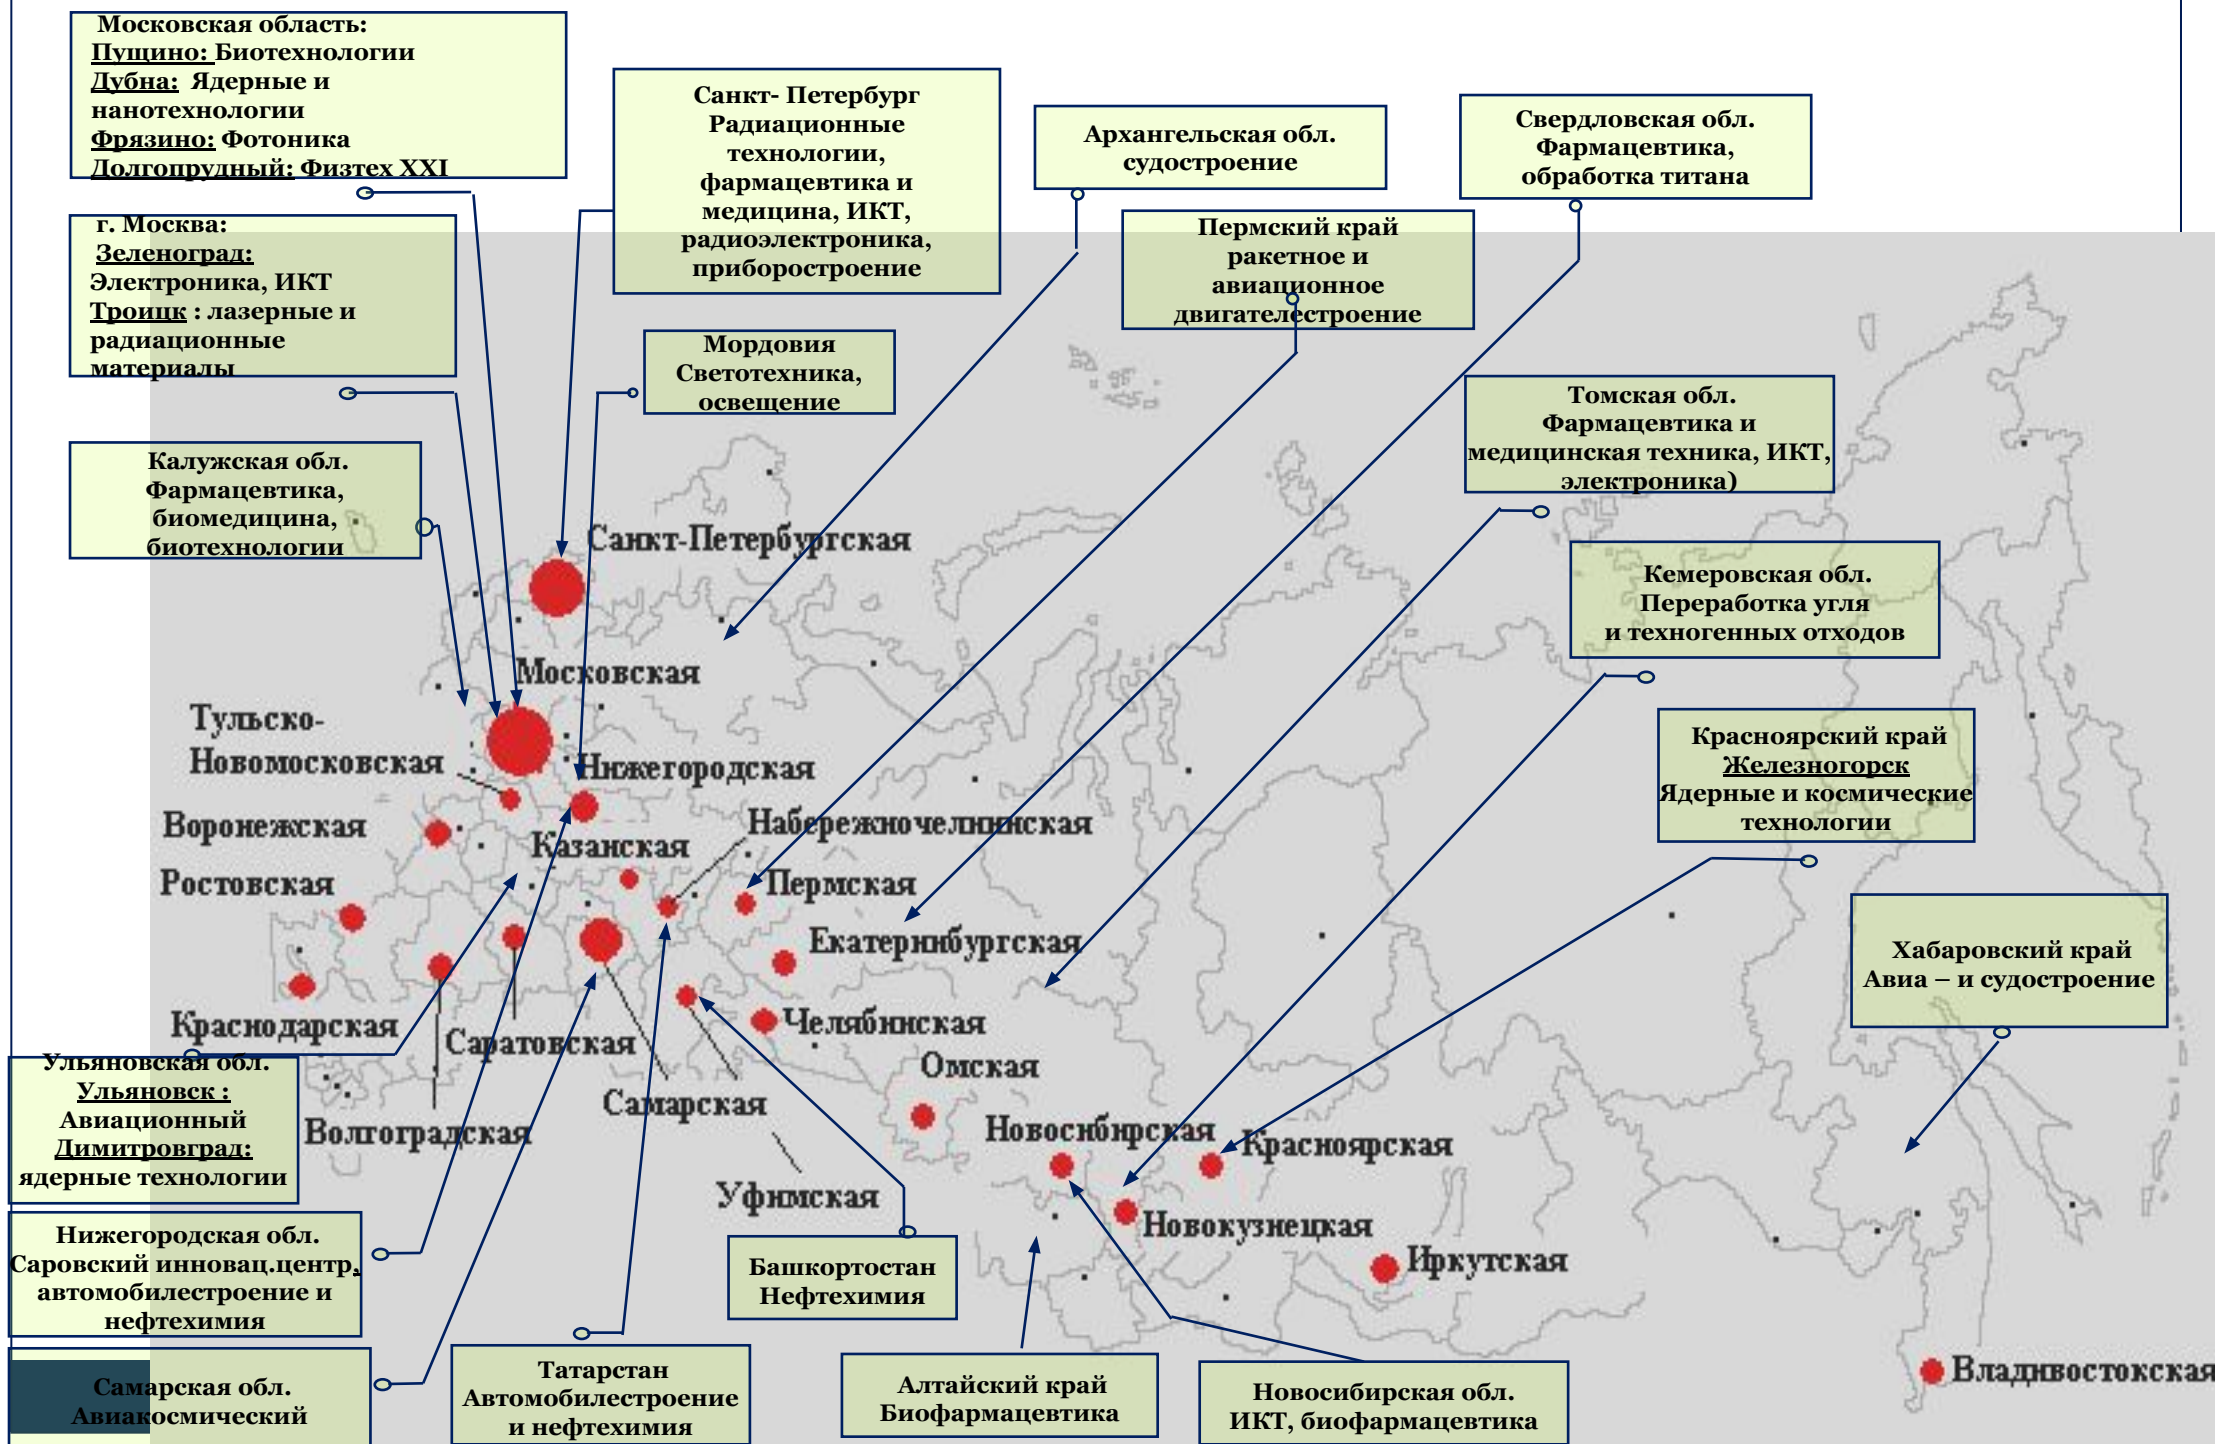 Московская область:
Пущино: Биотехнологии
Дубна: Ядерные и
нанотехнологии
Фрязино: Фотоника
Долгопрудный: Физтех XXI
г. Москва:
Зеленоград:
Электроника, ИКТ
Троицк : лазерные и
радиационные
материалы
Калужская обл.
Фармацевтика,
биомедицина,
биотехнологии
Санкт- Петербург
Радиационные
технологии,
фармацевтика и
медицина, ИКТ,
радиоэлектроника,
приборостроение
Мордовия
Светотехника,
освещение
Архангельская обл.
судостроение
Пермский край
ракетное и
авиационное
двигателестроение
Свердловская обл.
Фармацевтика,
обработка титана
Томская обл.
Фармацевтика и
медицинская техника, ИКТ,
электроника)
Кемеровская обл.
Переработка угля
и техногенных отходов
Красноярский край
Железногорск
Ядерные и космические
технологии
Хабаровский край
Авиа – и судостроение
Санкт-Петербургская
Московская
Тульско-
Новомосковская
Нижегородская
Воронежская
Казанская
Набережночелнинская
Ростовская
Пермская
Екатеринбургская
Краснодарская
Саратовская
Челябинская
Омская
Самарская
Волгоградская
Уфимская
Новосибирская
Красноярская
Новокузнецкая
Иркутская
Владивостокская
Ульяновская обл.
Ульяновск :
Авиационный
Димитровград:
ядерные технологии
Нижегородская обл.
Саровский инновац.центр,
автомобилестроение и
нефтехимия
Самарская обл.
Авиакосмический
Татарстан
Автомобилестроение
и нефтехимия
Башкортостан
Нефтехимия
Алтайский край
Биофармацевтика
Новосибирская обл.
ИКТ, биофармацевтика